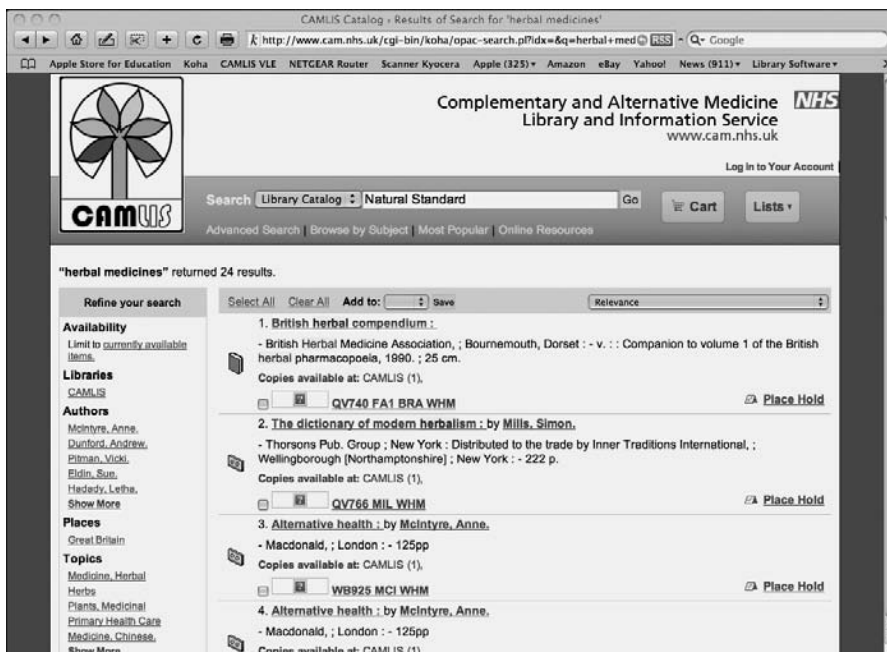 CAMLIS Catalog › Results of Search for 'herbal medicines'
http://www.cam.nhs.uk/cgi-bin/koha/opac-search.pl?idx=&q=herbal+med RSS Google
Apple Store for Education Koha CAMLIS VLE NETGEAR Router Scanner Kyocera Apple (325) Amazon eBay Yahoo! News (911) Library Software
Complementary and Alternative Medicine NHS
Library and Information Service
www.cam.nhs.uk
Log in to Your Account
CAMLIS
Search Library Catalog Natural Standard Go Cart Lists
Advanced Search | Browse by Subject | Most Popular | Online Resources
"herbal medicines" returned 24 results.
Refine your search
Availability
Limit to currently available
items.
Libraries
CAMLIS
Authors
McIntyre, Anne.
Dunford, Andrew.
Pitman, Vicki.
Eldin, Sue.
Hadady, Letha.
Show More
Places
Great Britain
Topics
Medicine, Herbal
Herbs
Plants, Medicinal
Primary Health Care
Medicine, Chinese.
Show More
Select All Clear All Add to: Save Relevance
1. British herbal compendium :
- British Herbal Medicine Association, ; Bournemouth, Dorset : - v. : : Companion to volume 1 of the British
herbal pharmacopoeia, 1990. ; 25 cm.
Copies available at: CAMLIS (1),
QV740 FA1 BRA WHM Place Hold
2. The dictionary of modern herbalism : by Mills, Simon.
- Thorsons Pub. Group ; New York : Distributed to the trade by Inner Traditions International, ;
Wellingborough [Northamptonshire] ; New York : - 222 p.
Copies available at: CAMLIS (1),
QV766 MIL WHM Place Hold
3. Alternative health : by McIntyre, Anne.
- Macdonald, ; London : - 125pp
Copies available at: CAMLIS (1),
WB925 MCI WHM Place Hold
4. Alternative health : by McIntyre, Anne.
- Macdonald, ; London : - 125pp
Copies available at: CAMLIS (1),